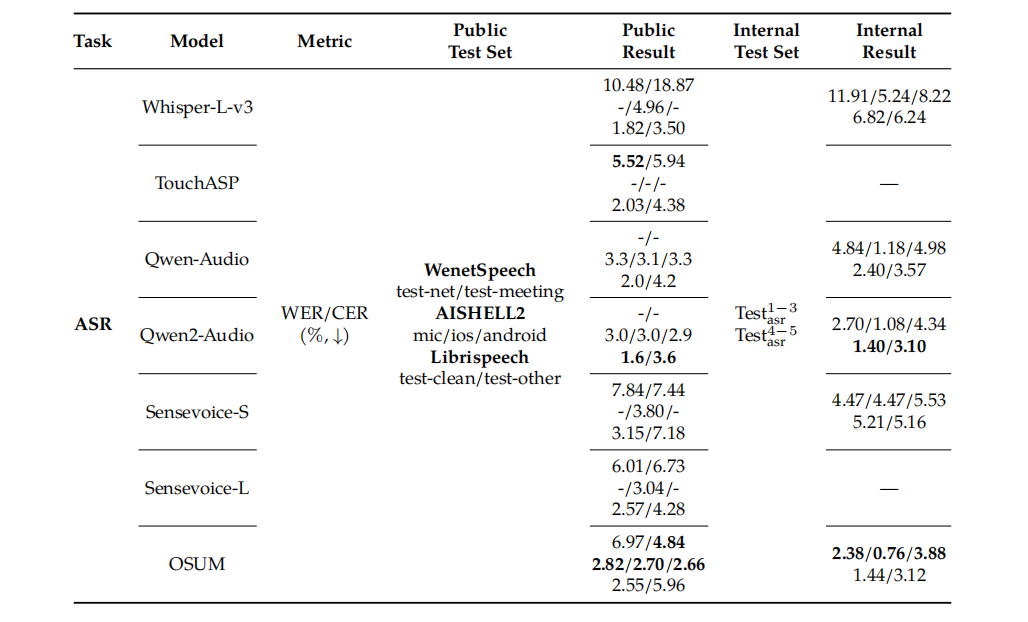 Task Model Metric Public Test Set Public Result Internal Test Set Internal Result
ASR
WER/CER
(%, ↓)
WenetSpeech
test-net/test-meeting
AISHELL2
mic/ios/android
Librispeech
test-clean/test-other
Test^{1−3}_{asr}
Test^{4−5}_{asr}
Whisper-L-v3
10.48/18.87
-/4.96/-
1.82/3.50
11.91/5.24/8.22
6.82/6.24
TouchASP
5.52/5.94
-/-/-
2.03/4.38
—
Qwen-Audio
-/-
3.3/3.1/3.3
2.0/4.2
4.84/1.18/4.98
2.40/3.57
Qwen2-Audio
-/-
3.0/3.0/2.9
1.6/3.6
2.70/1.08/4.34
1.40/3.10
Sensevoice-S
7.84/7.44
-/3.80/-
3.15/7.18
4.47/4.47/5.53
5.21/5.16
Sensevoice-L
6.01/6.73
-/3.04/-
2.57/4.28
—
OSUM
6.97/4.84
2.82/2.70/2.66
2.55/5.96
2.38/0.76/3.88
1.44/3.12